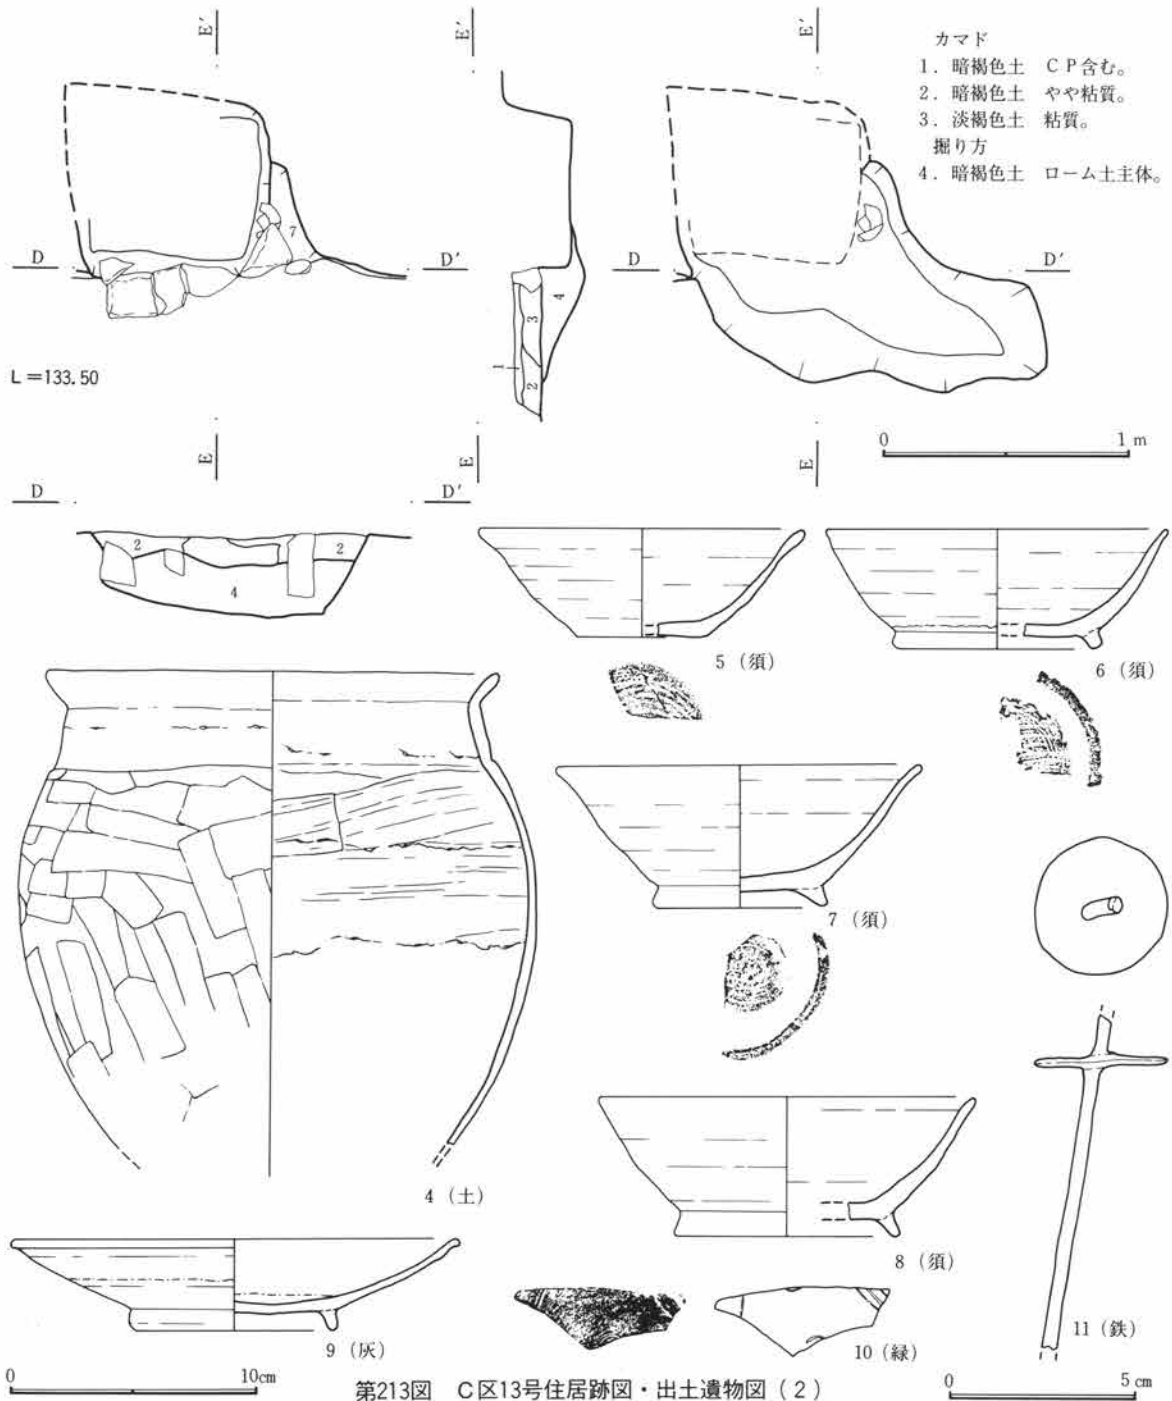 E′
E′
E′
カマド
1．暗褐色土　CP含む。
2．暗褐色土　やや粘質。
3．淡褐色土　粘質。
掘り方
4．暗褐色土　ローム土主体。
7
D
D′
D
D′
4
3
1
2
L＝133.50
0
1 m
E
E
E
D
D′
2
2
4
5（須）
6（須）
7（須）
4（土）
8（須）
9（灰）
10（緑）
11（鉄）
0
10cm
第213図　C区13号住居跡図・出土遺物図（2）
0
5 cm